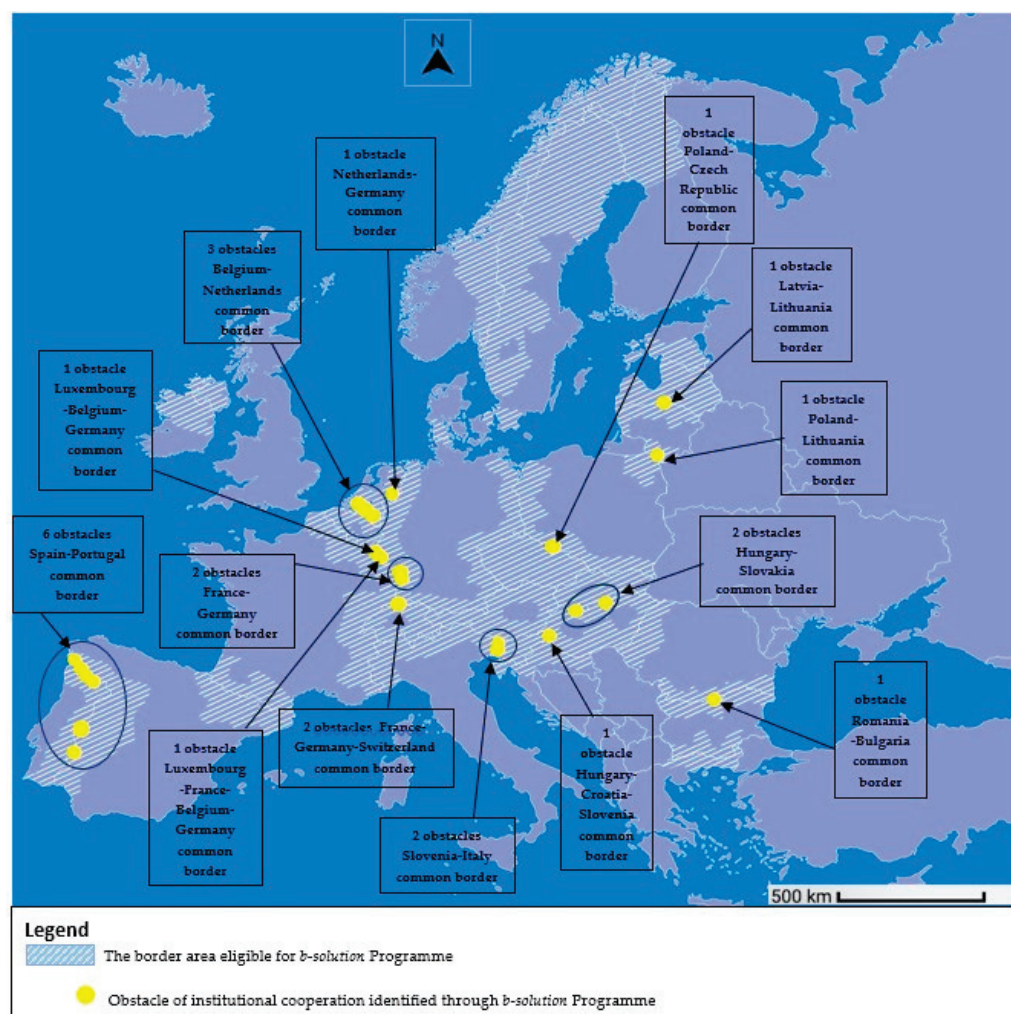 N
1
obstacle
Poland-
Czech
Republic
common
border
1 obstacle
Netherlands-
Germany
common
border
3 obstacles
Belgium-
Netherlands
common
border
1 obstacle
Latvia-
Lithuania
common
border
1 obstacle
Luxembourg
-Belgium-
Germany
common
border
1 obstacle
Poland-
Lithuania
common
border
6 obstacles
Spain-Portugal
common
border
2 obstacles
France-
Germany
common border
2 obstacles
Hungary-
Slovakia
common border
1 obstacle
Luxembourg
-France-
Belgium-
Germany
common
border
2 obstacles France-
Germany-Switzerland
common border
2 obstacles
Slovenia-Italy
common border
1
obstacle
Hungary-
Croatia-
Slovenia
common
border
1
obstacle
Romania
-Bulgaria
common
border
500 km
Legend
The border area eligible for b-solution Programme
Obstacle of institutional cooperation identified through b-solution Programme